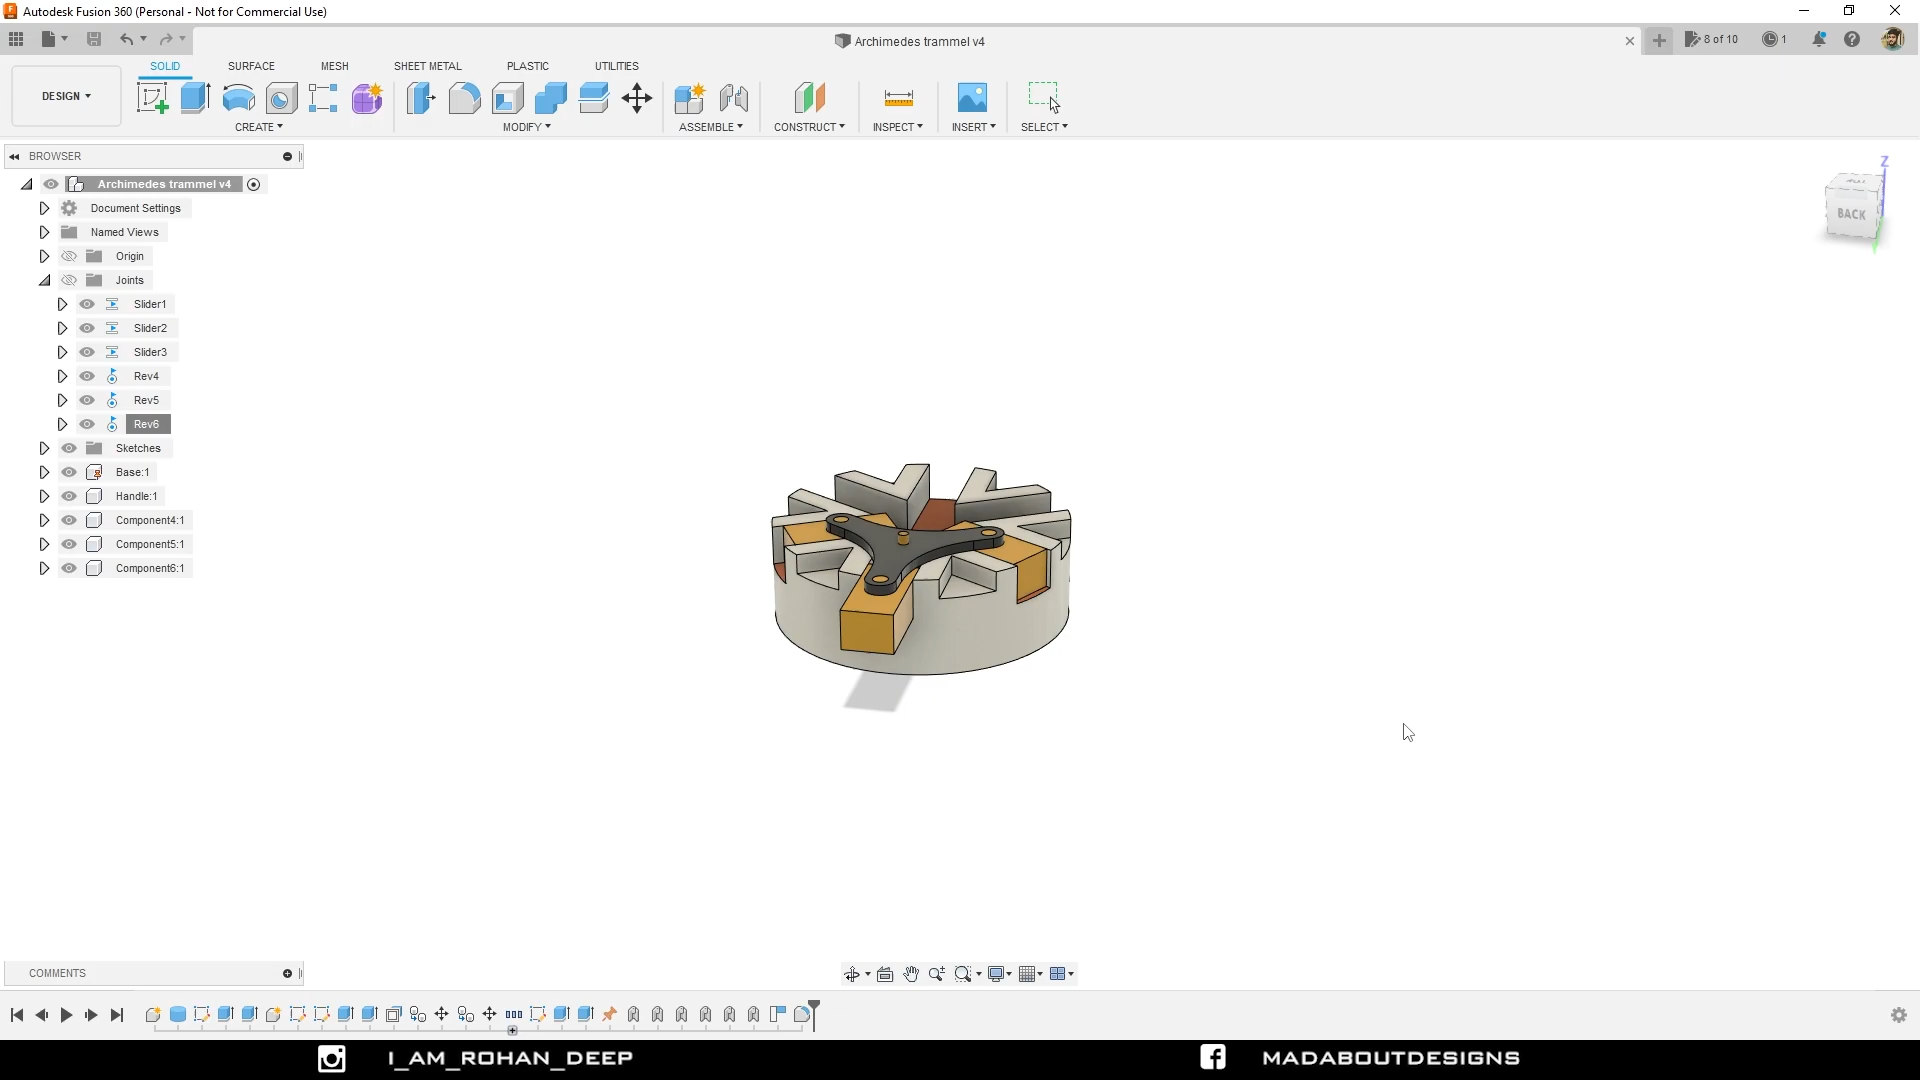 Autodesk Fusion 360 (Personal - Not for Commercial Use)
Archimedes trammel v4
8 of 10
1
SOLID
SURFACE
MESH
SHEET METAL
PLASTIC
UTILITIES
DESIGN
CREATE
MODIFY
ASSEMBLE
CONSTRUCT
INSPECT
INSERT
SELECT
BROWSER
Archimedes trammel v4
Document Settings
Named Views
Origin
Joints
Slider1
Slider2
Slider3
Rev4
Rev5
Rev6
Sketches
Base:1
Handle:1
Component4:1
Component5:1
Component6:1
Z
BACK
COMMENTS
I_AM_ROHAN_DEEP
MADABOUTDESIGNS